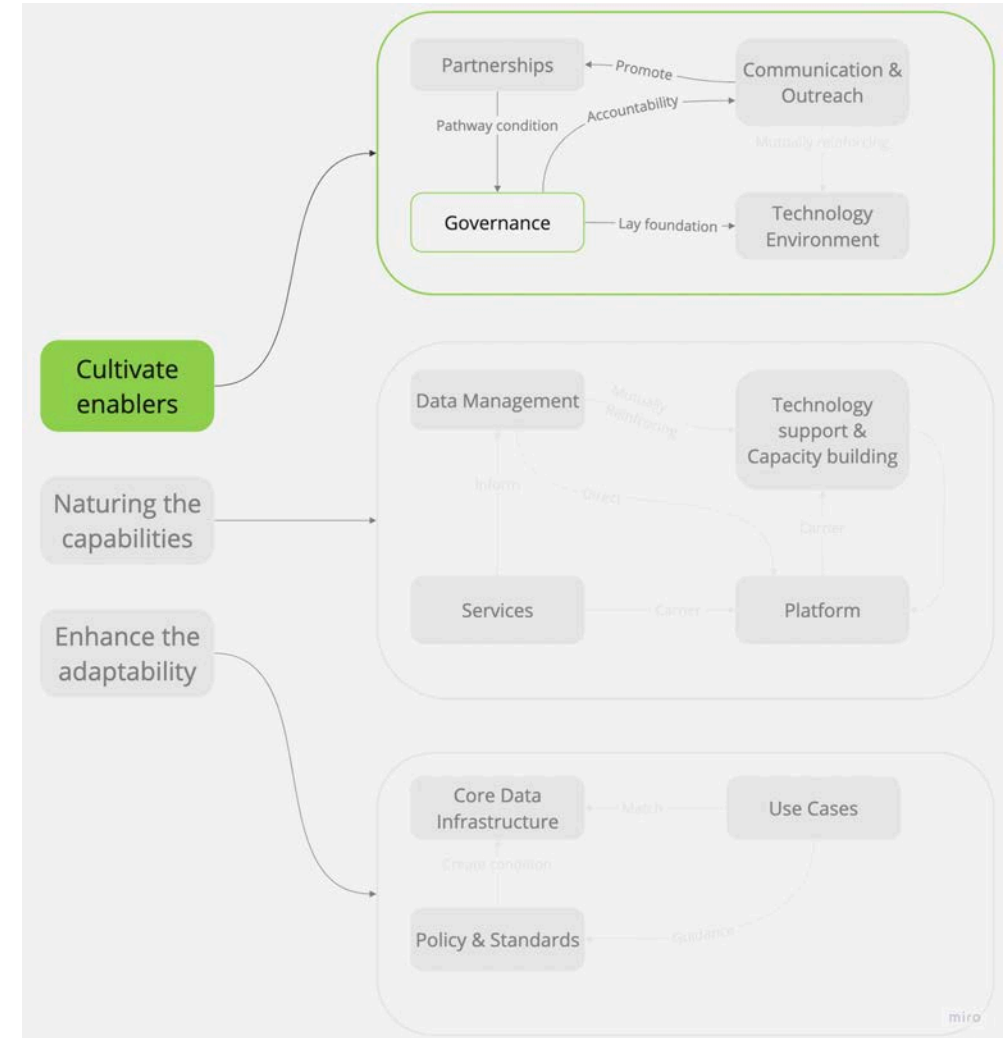 Partnerships
Promote
Communication &
Outreach
Pathway condition
Accountability
Mutually reinforcing
Governance
Lay foundation
Technology
Environment
Cultivate
enablers
Data Management
Mutually
Reinforcing
Technology
support &
Capacity building
Naturing the
capabilities
Inform
Direct
Carrier
Services
Carrier
Platform
Enhance the
adaptability
Core Data
Infrastructure
Match
Use Cases
Create condition
Policy & Standards
Guidance
miro